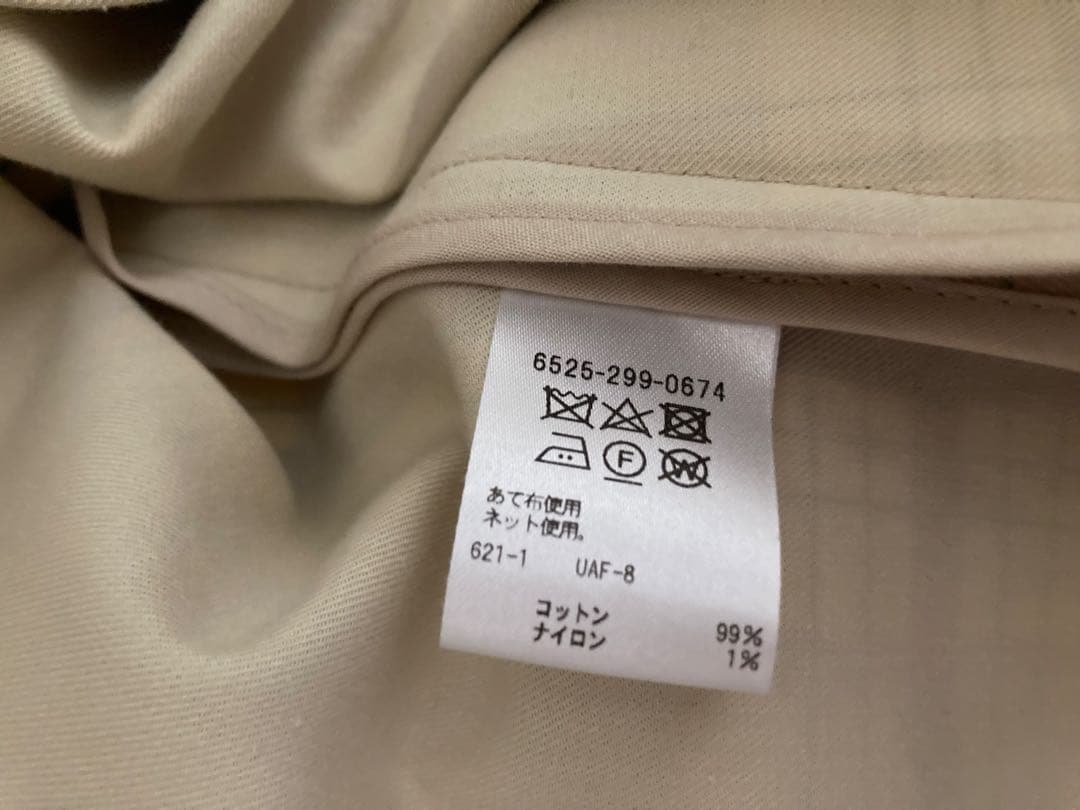 6525-299-0674
F W
あて布使用
ネット使用。
621-1 UAF-8
コットン 99%
ナイロン 1%